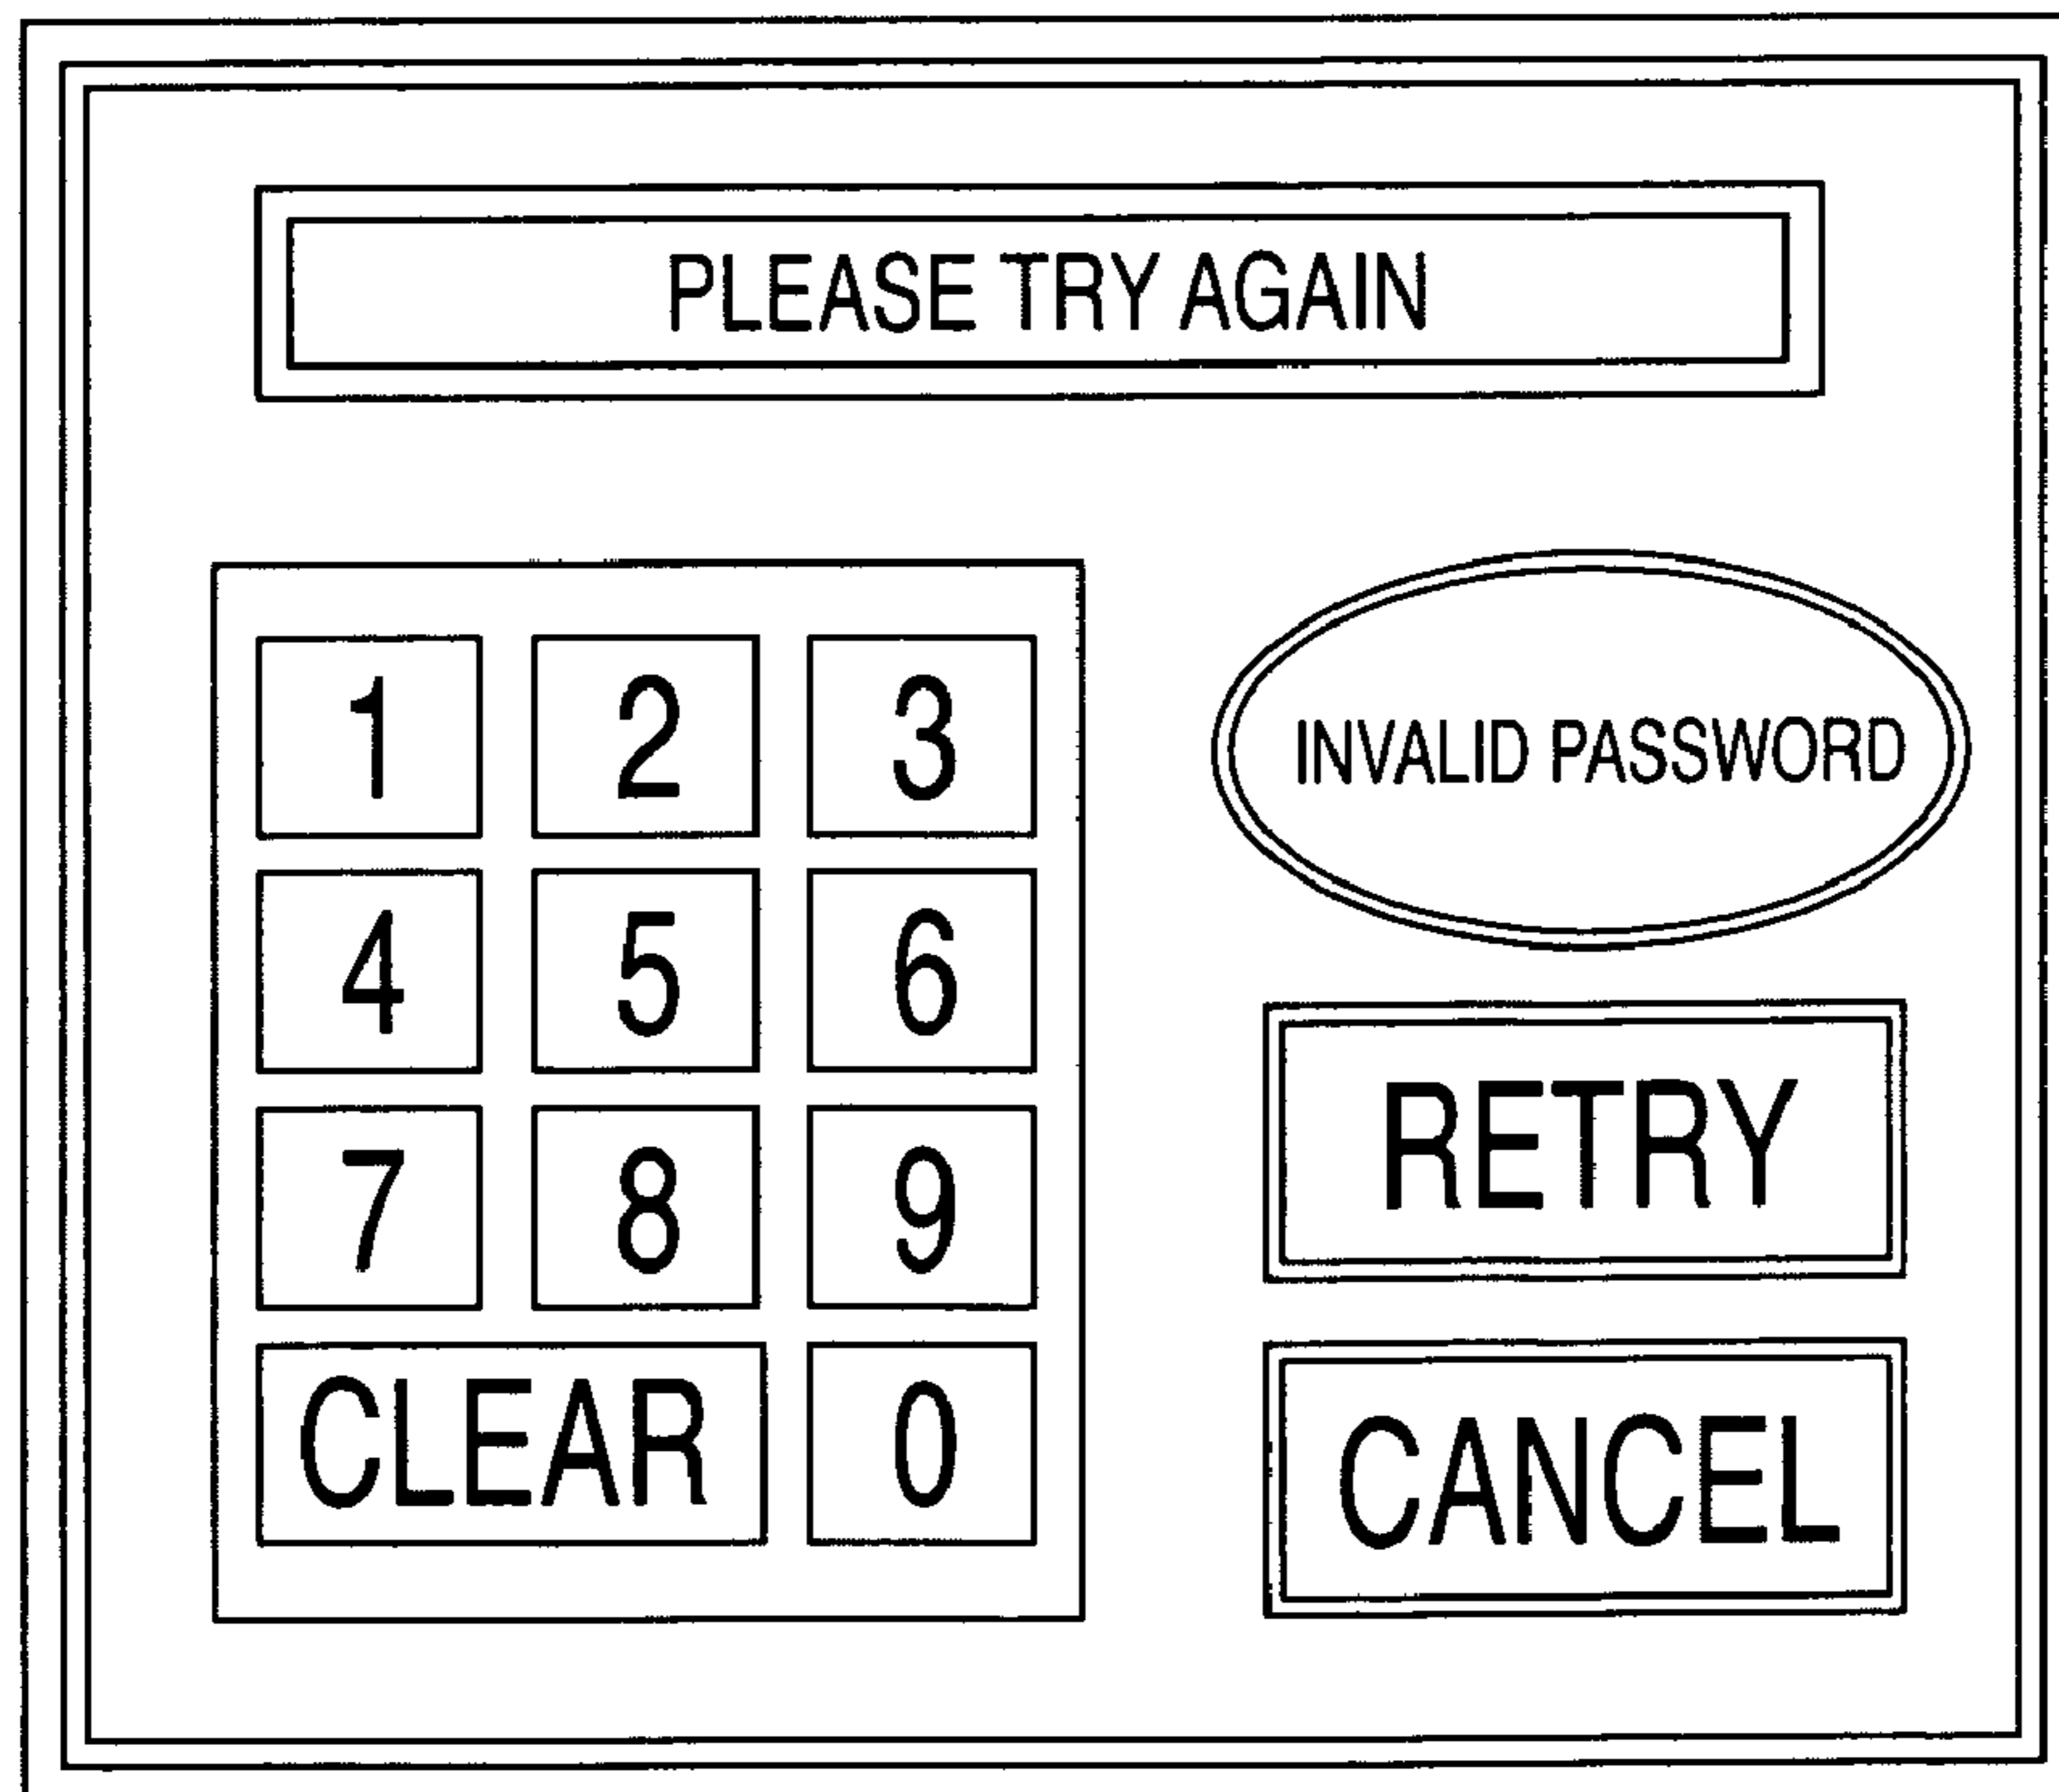 PLEASE TRY AGAIN
1 2 3
4 5 6
7 8 9
CLEAR 0
INVALID PASSWORD
RETRY
CANCEL